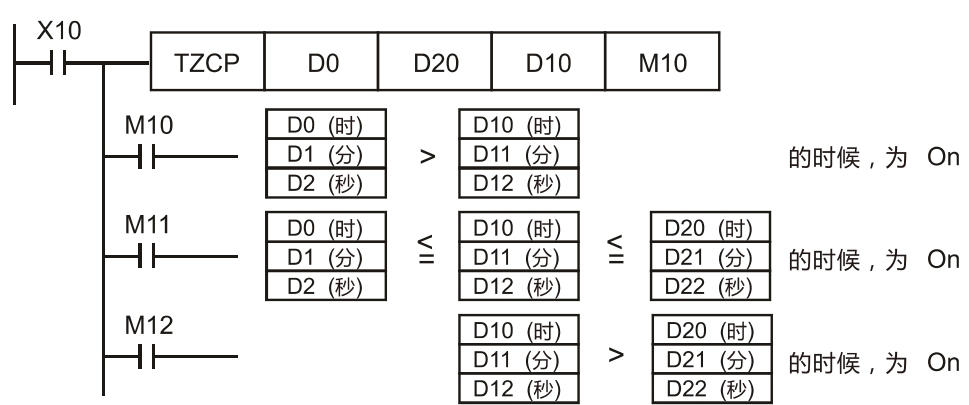 X10
TZCP D0 D20 D10 M10
M10
D0 (时) D10 (时)
D1 (分) > D11 (分) 的时候，为 On
D2 (秒) D12 (秒)
M11
D0 (时) D10 (时) D20 (时)
D1 (分) ≦ D11 (分) ≦ D21 (分) 的时候，为 On
D2 (秒) D12 (秒) D22 (秒)
M12
D10 (时) D20 (时)
D11 (分) > D21 (分) 的时候，为 On
D12 (秒) D22 (秒)